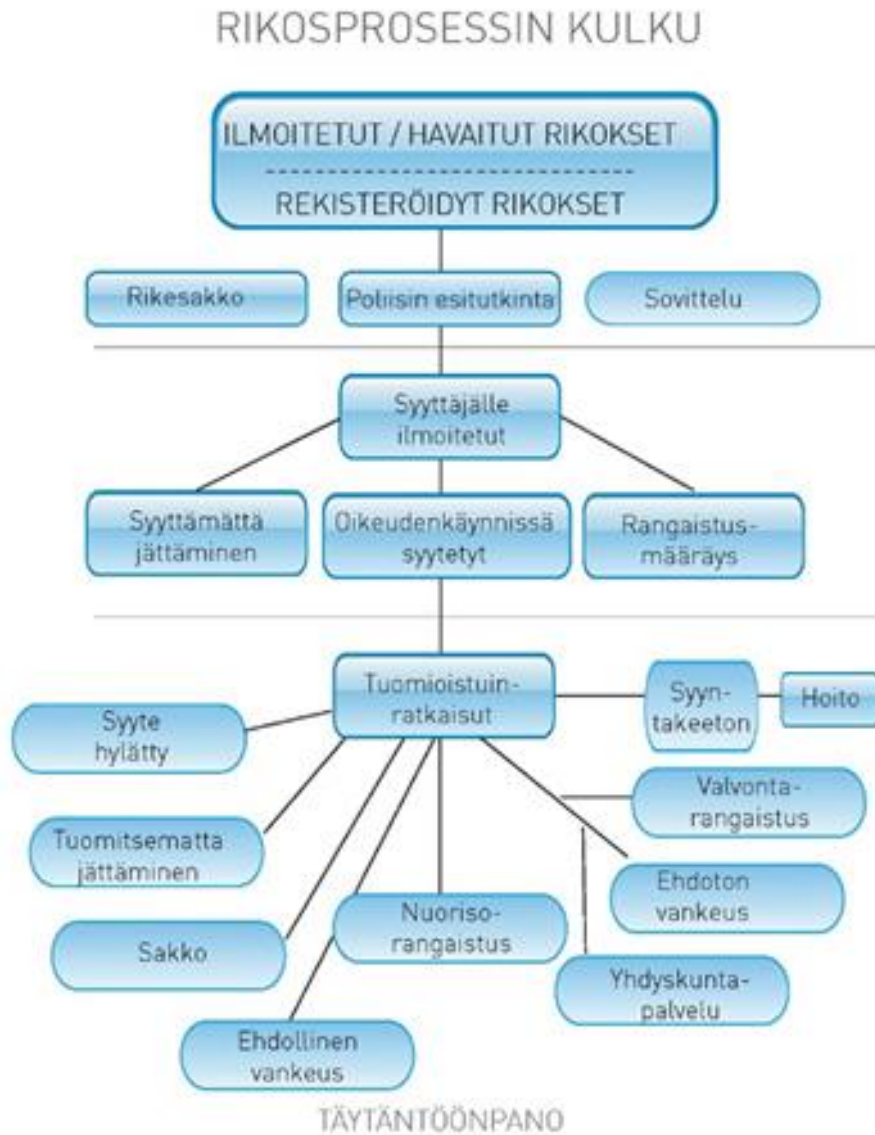 RIKOSPROSESSIN KULKU
ILMOITETUT / HAVAITUT RIKOKSET
REKISTERÖIDYT RIKOKSET
Rikesakko
Poliisin esitutkinta
Sovittelu
Syyttäjälle
ilmoitetut
Syyttämättä
jättäminen
Oikeudenkäynnissä
syytetyt
Rangaistus-
määräys
Tuomioistuin-
ratkaisut
Syyn-
takeeton
Hoito
Syyte
hylätty
Valvonta-
rangaistus
Tuomitsematta
jättäminen
Ehdoton
vankeus
Nuoriso-
rangaistus
Sakko
Yhdyskunta-
palvelu
Ehdollinen
vankeus
TÄYTÄNTÖÖNPANO